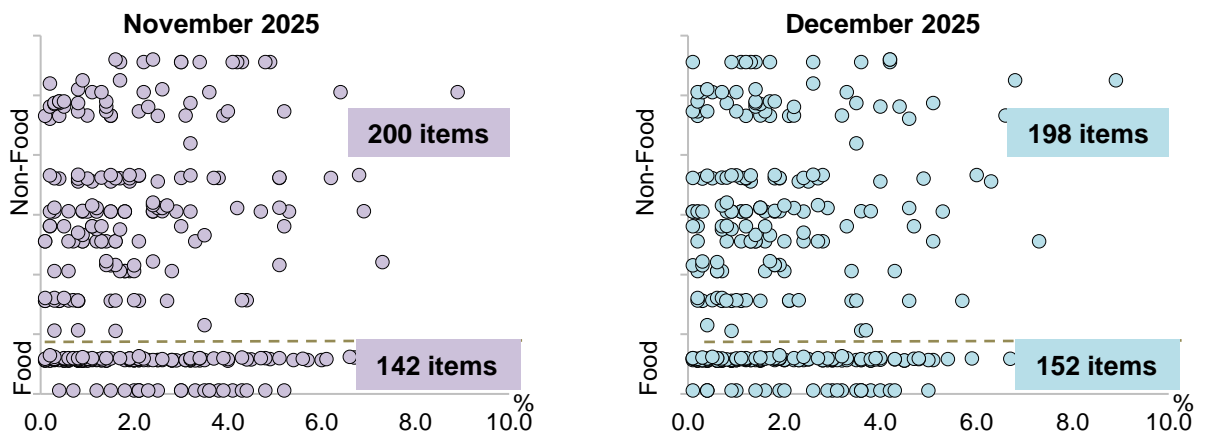 November 2025
Non-Food
Food
200 items
142 items
%
0.0 2.0 4.0 6.0 8.0 10.0
December 2025
Non-Food
Food
198 items
152 items
%
0.0 2.0 4.0 6.0 8.0 10.0